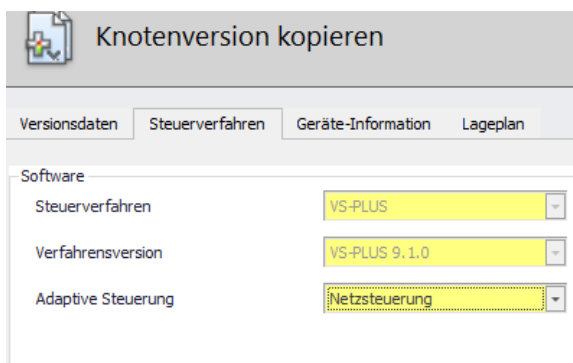 Knotenversion kopieren
Versionsdaten Steuerverfahren Geräte-Information Lageplan
Software
Steuerverfahren VS-PLUS
Verfahrensversion VS-PLUS 9.1.0
Adaptive Steuerung Netzsteuerung